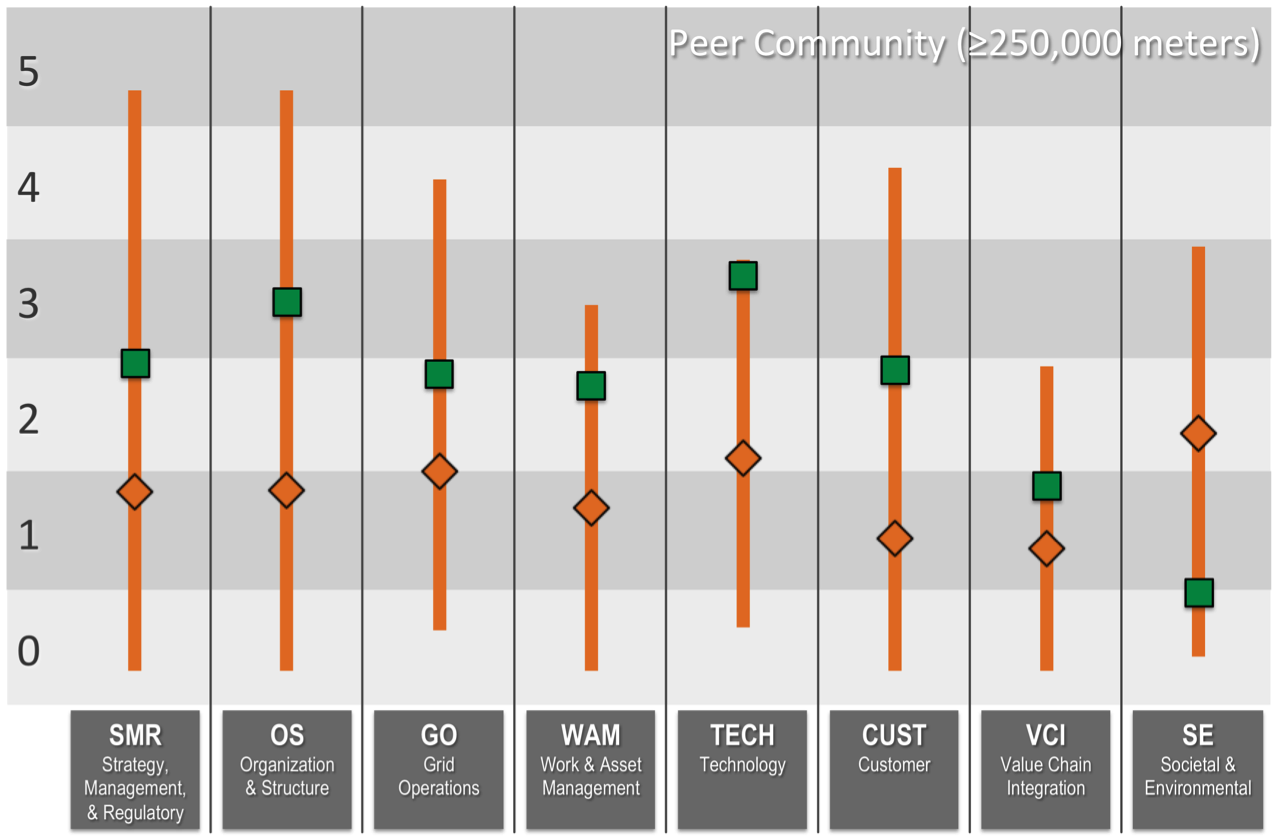 Peer Community (≥250,000 meters)
5
4
3
2
1
0
SMR
Strategy,
Management,
& Regulatory
OS
Organization
& Structure
GO
Grid
Operations
WAM
Work & Asset
Management
TECH
Technology
CUST
Customer
VCI
Value Chain
Integration
SE
Societal &
Environmental